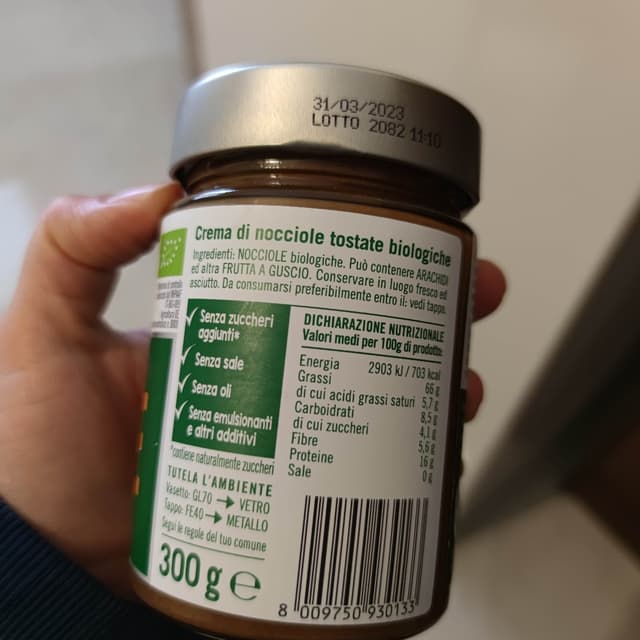 31/03/2023
LOTTO 2082 11:10
Crema di nocciole tostate biologiche
Ingredienti: NOCCIOLE biologiche. Può contenere ARACHIDI
ed altra FRUTTA A GUSCIO. Conservare in luogo fresco ed
asciutto. Da consumarsi preferibilmente entro il: vedi tappo.
Senza zuccheri
aggiunti*
Senza sale
Senza oli
Senza emulsionanti
e altri additivi
*contiene naturalmente zuccheri
DICHIARAZIONE NUTRIZIONALE
Valori medi per 100g di prodotto:
Energia 2903 kJ / 703 kcal
Grassi 66 g
di cui acidi grassi saturi 5,7 g
Carboidrati 8,5 g
di cui zuccheri 4,1 g
Fibre 5,6 g
Proteine 16 g
Sale 0 g
TUTELA L'AMBIENTE
Vasetto: GL70 → VETRO
Tappo: FE40 → METALLO
Segui le regole del tuo comune
300 g ℮
8 009750 930133